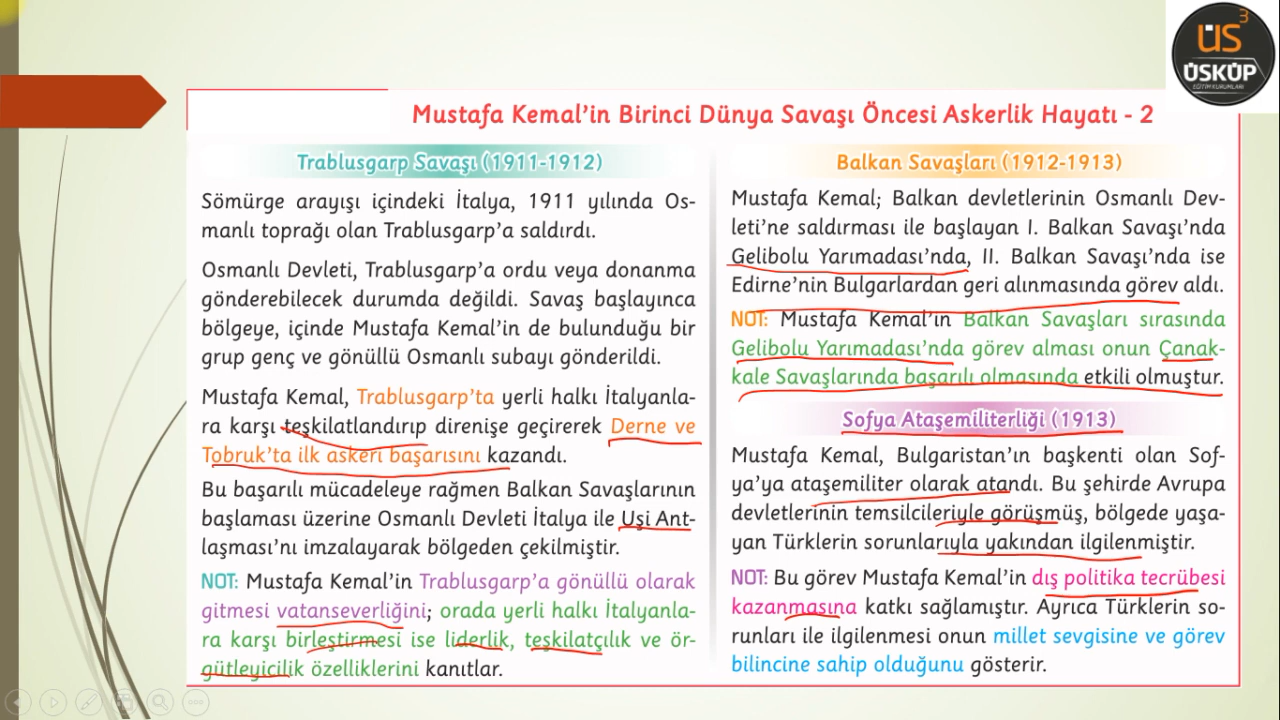 üs3
ÜSKÜP
EĞİTİM KURUMLARI
Mustafa Kemal'in Birinci Dünya Savaşı Öncesi Askerlik Hayatı - 2
Trablusgarp Savaşı (1911-1912)
Sömürge arayışı içindeki İtalya, 1911 yılında Os-
manlı toprağı olan Trablusgarp'a saldırdı.
Osmanlı Devleti, Trablusgarp'a ordu veya donanma
gönderebilecek durumda değildi. Savaş başlayınca
bölgeye, içinde Mustafa Kemal'in de bulunduğu bir
grup genç ve gönüllü Osmanlı subayı gönderildi.
Mustafa Kemal, Trablusgarp'ta yerli halkı İtalyanla-
ra karşı teşkilatlandırıp direnişe geçirerek Derne ve
Tobruk'ta ilk askerî başarısını kazandı.
Bu başarılı mücadeleye rağmen Balkan Savaşlarının
başlaması üzerine Osmanlı Devleti İtalya ile Uşi Ant-
laşması'nı imzalayarak bölgeden çekilmiştir.
NOT: Mustafa Kemal'in Trablusgarp'a gönüllü olarak
gitmesi vatanseverliğini; orada yerli halkı İtalyanla-
ra karşı birleştirmesi ise liderlik, teşkilatçılık ve ör-
gütleyicilik özelliklerini kanıtlar.
Balkan Savaşları (1912-1913)
Mustafa Kemal; Balkan devletlerinin Osmanlı Dev-
leti'ne saldırması ile başlayan I. Balkan Savaşı'nda
Gelibolu Yarımadası'nda, II. Balkan Savaşı'nda ise
Edirne'nin Bulgarlardan geri alınmasında görev aldı.
NOT: Mustafa Kemal'in Balkan Savaşları sırasında
Gelibolu Yarımadası'nda görev alması onun Çanak-
kale Savaşlarında başarılı olmasında etkili olmuştur.
Sofya Ataşemiliterliği (1913)
Mustafa Kemal, Bulgaristan'ın başkenti olan Sof-
ya'ya ataşemiliter olarak atandı. Bu şehirde Avrupa
devletlerinin temsilcileriyle görüşmüş, bölgede yaşa-
yan Türklerin sorunlarıyla yakından ilgilenmiştir.
NOT: Bu görev Mustafa Kemal'in dış politika tecrübesi
kazanmasına katkı sağlamıştır. Ayrıca Türklerin so-
runları ile ilgilenmesi onun millet sevgisine ve görev
bilincine sahip olduğunu gösterir.